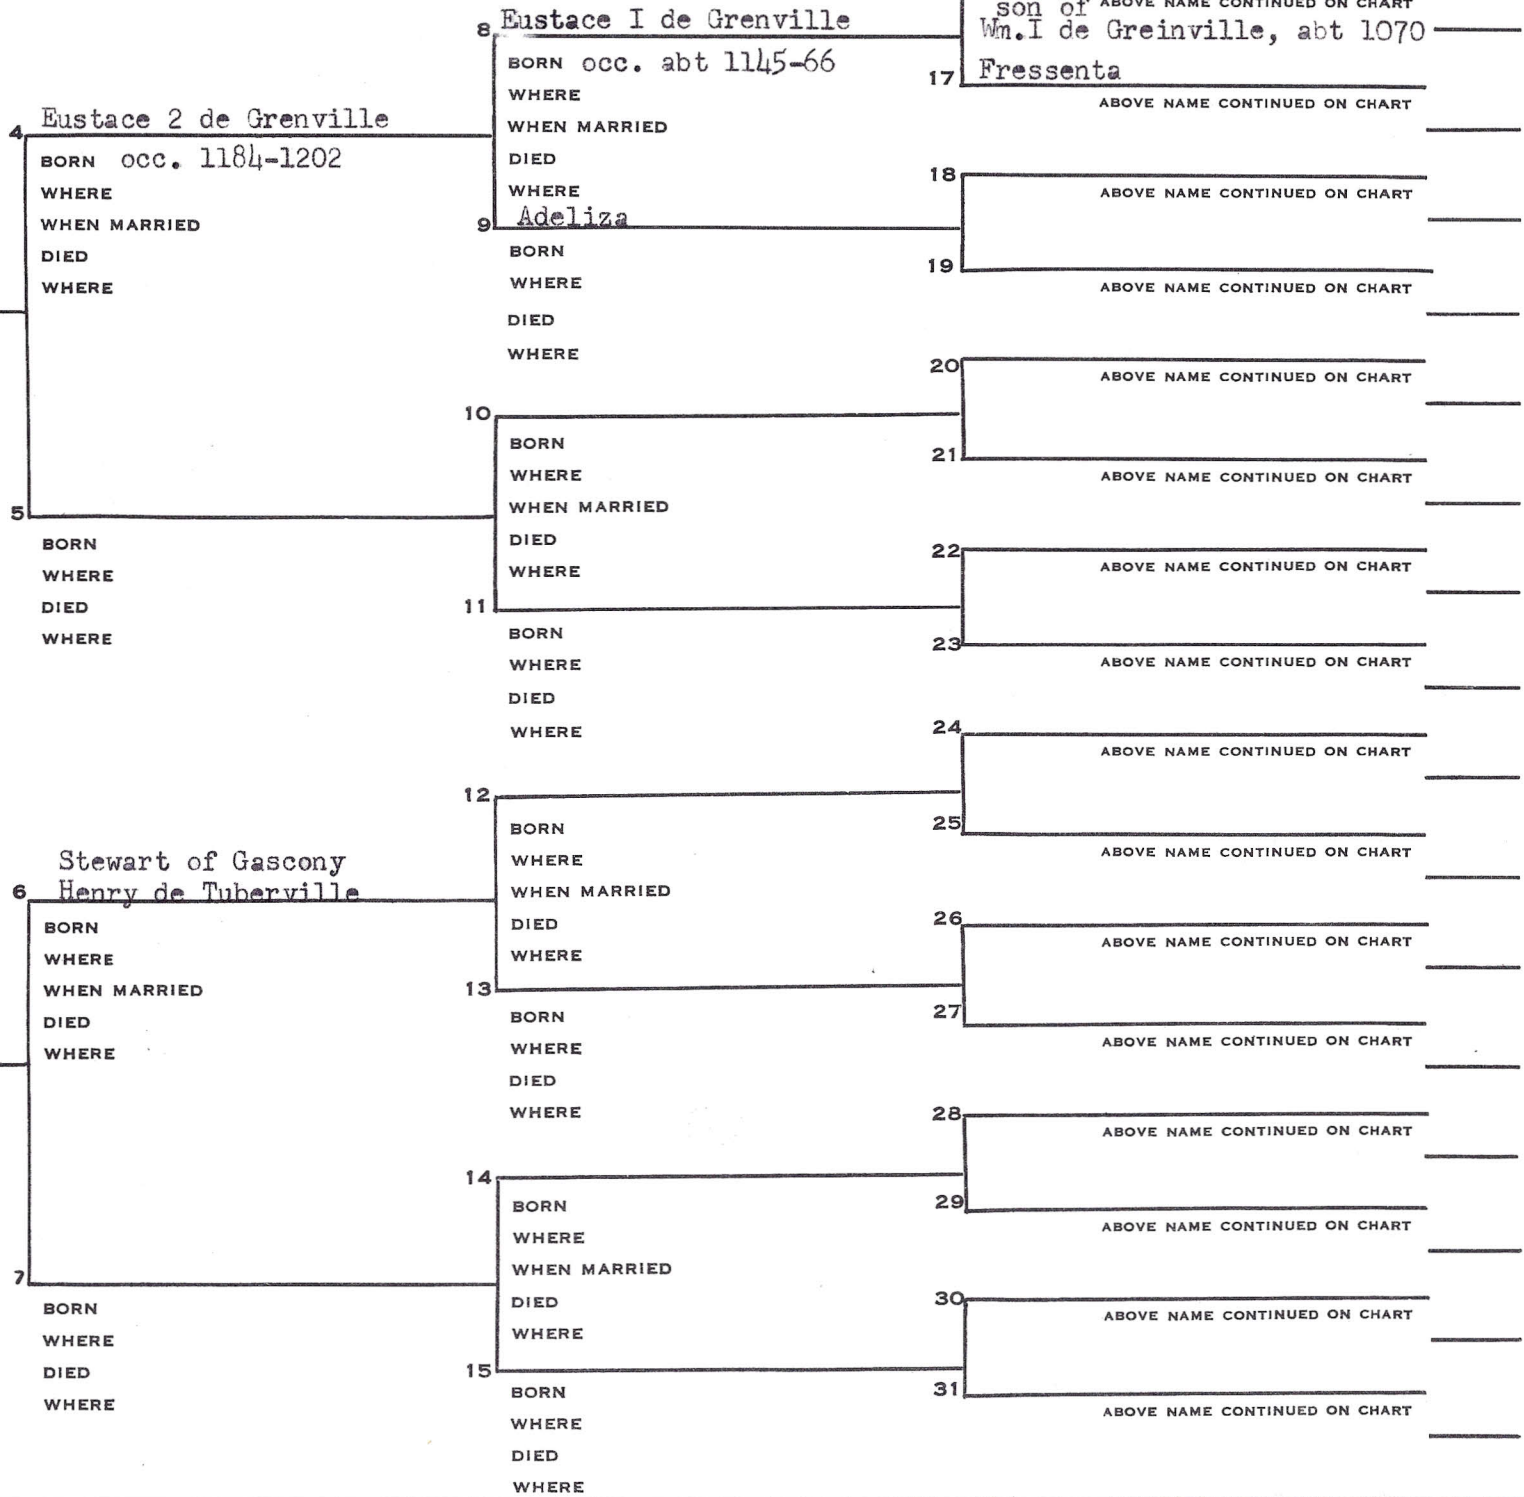 son of ABOVE NAME CONTINUED ON CHART
Wm.I de Greinville, abt 1070
17 Fressenta
ABOVE NAME CONTINUED ON CHART
8 Eustace I de Grenville
BORN occ. abt 1145-66
WHERE
WHEN MARRIED
DIED
WHERE
4 Eustace 2 de Grenville
BORN occ. 1184-1202
WHERE
WHEN MARRIED
DIED
WHERE
9 Adeliza
BORN
WHERE
DIED
WHERE
18
ABOVE NAME CONTINUED ON CHART
19
ABOVE NAME CONTINUED ON CHART
20
ABOVE NAME CONTINUED ON CHART
21
ABOVE NAME CONTINUED ON CHART
10
BORN
WHERE
WHEN MARRIED
DIED
WHERE
5
BORN
WHERE
DIED
WHERE
11
BORN
WHERE
DIED
WHERE
22
ABOVE NAME CONTINUED ON CHART
23
ABOVE NAME CONTINUED ON CHART
24
ABOVE NAME CONTINUED ON CHART
25
ABOVE NAME CONTINUED ON CHART
12
BORN
WHERE
WHEN MARRIED
DIED
WHERE
Stewart of Gascony
6 Henry de Tuberville
BORN
WHERE
WHEN MARRIED
DIED
WHERE
13
BORN
WHERE
DIED
WHERE
26
ABOVE NAME CONTINUED ON CHART
27
ABOVE NAME CONTINUED ON CHART
28
ABOVE NAME CONTINUED ON CHART
29
ABOVE NAME CONTINUED ON CHART
14
BORN
WHERE
WHEN MARRIED
DIED
WHERE
7
BORN
WHERE
DIED
WHERE
15
BORN
WHERE
DIED
WHERE
30
ABOVE NAME CONTINUED ON CHART
31
ABOVE NAME CONTINUED ON CHART